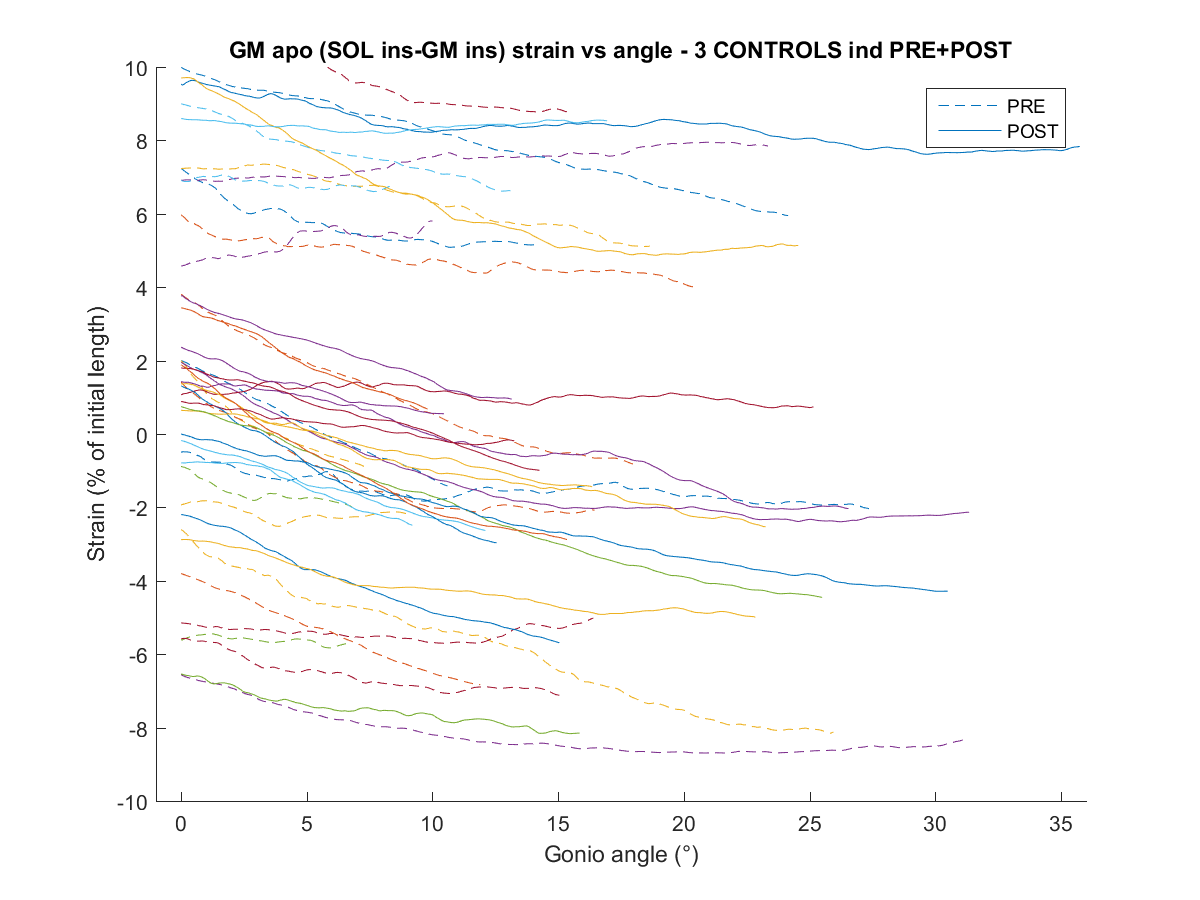 GM apo (SOL ins-GM ins) strain vs angle - 3 CONTROLS ind PRE+POST
PRE
POST
10
8
6
4
2
0
-2
-4
-6
-8
-10
Strain (% of initial length)
0 5 10 15 20 25 30 35
Gonio angle (°)